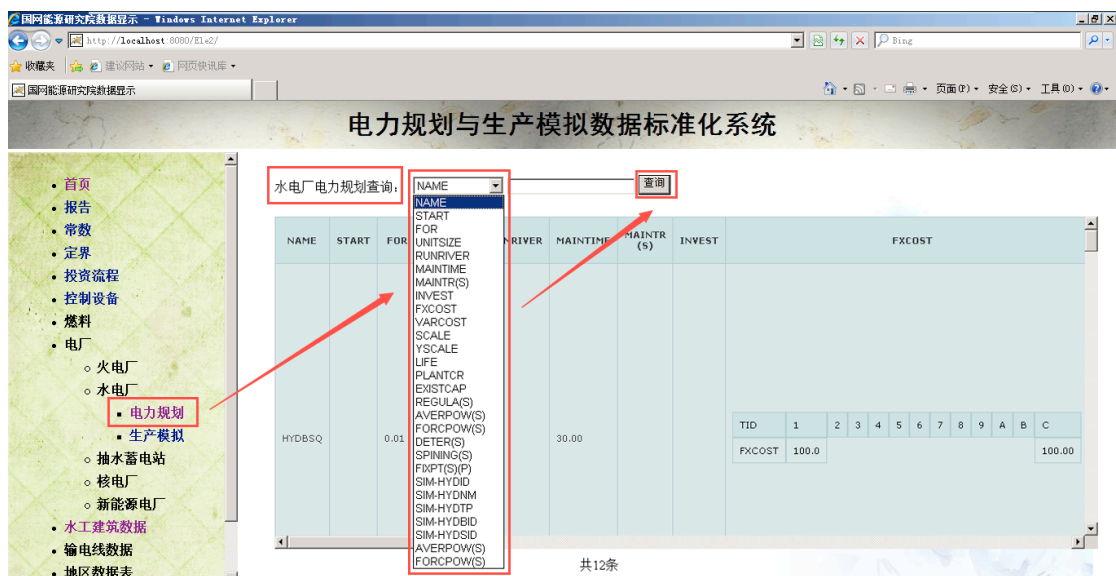 国网能源研究院数据显示 - Windows Internet Explorer
http://localhost:8080/Ele2/
Bing
收藏夹 建议网站 网页快讯库
国网能源研究院数据显示
页面(P) 安全(S) 工具(O)
电力规划与生产模拟数据标准化系统
首页
报告
常数
定界
投资流程
控制设备
燃料
电厂
火电厂
水电厂
电力规划
生产模拟
抽水蓄电站
核电厂
新能源电厂
水工建筑数据
输电线数据
地区数据表
水电厂电力规划查询: NAME 查询
NAME
START
FOR
UNITSIZE
RUNRIVER
MAINTIME
MAINTR(S)
INVEST
FXCOST
VARCOST
SCALE
YSCALE
LIFE
PLANTCR
EXISTCAP
REGULA(S)
AVERPOW(S)
FORCPOW(S)
DETER(S)
SPINING(S)
FIXPT(S)(P)
SIM-HYDID
SIM-HYDNM
SIM-HYDTP
SIM-HYDBID
SIM-HYDSID
AVERPOW(S)
FORCPOW(S)
NAME START FOR NRIVER MAINTIME MAINTR (S) INVEST FXCOST
HYDBSQ 0.01 30.00
TID 1 2 3 4 5 6 7 8 9 A B C
FXCOST 100.0 100.00
共12条